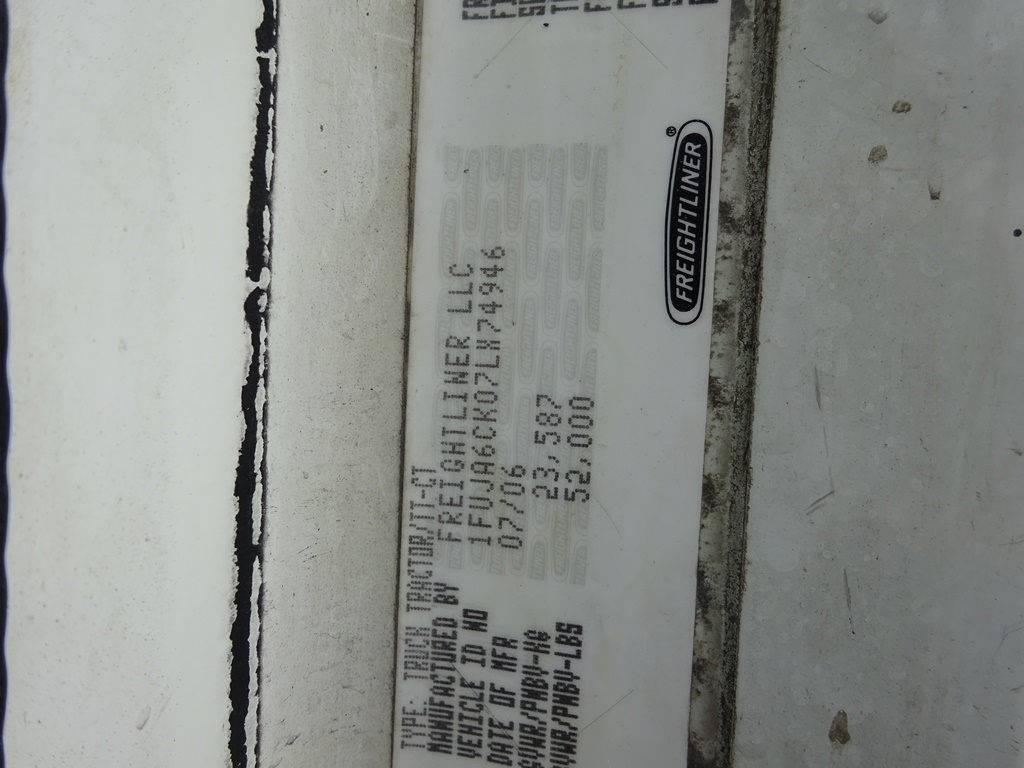 TYPE: TRUCK TRACTOR/TT-CT
MANUFACTURED BY FREIGHTLINER LLC
VEHICLE ID NO 1FUJA6CK07LX74946
DATE OF MFR 07/06
GVWR/PNBV-KG 23,587
GVWR/PNBV-LBS 52,000
FREIGHTLINER®